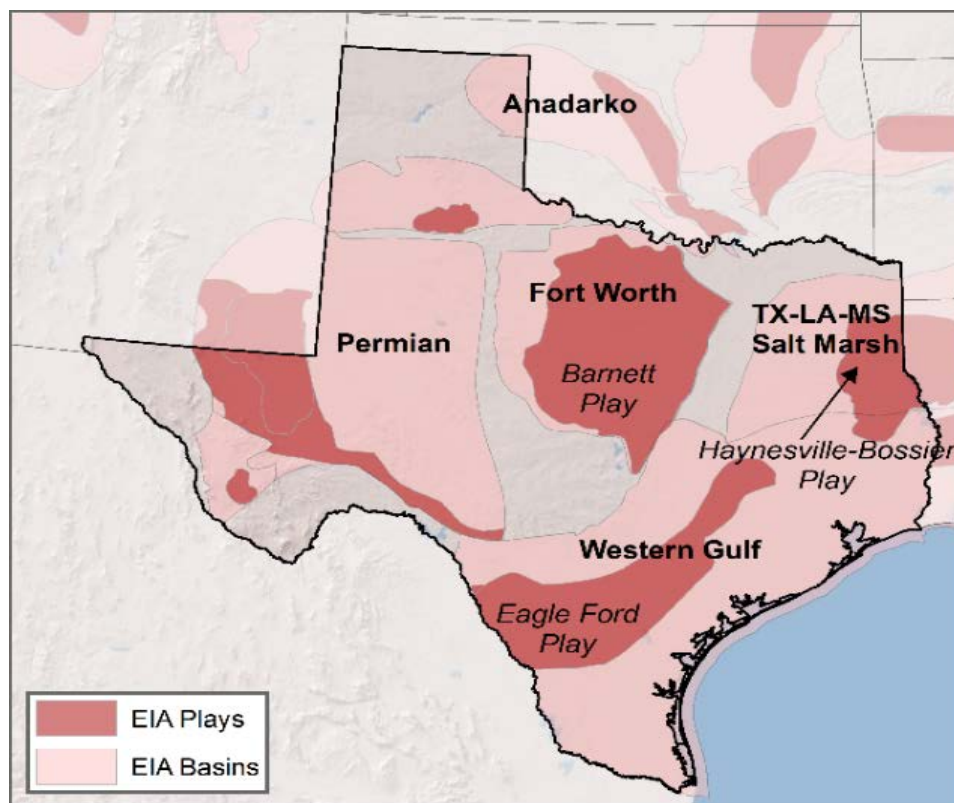 Anadarko
Fort Worth
TX-LA-MS
Salt Marsh
Permian
Barnett
Play
Haynesville-Bossier
Play
Western Gulf
Eagle Ford
Play
EIA Plays
EIA Basins